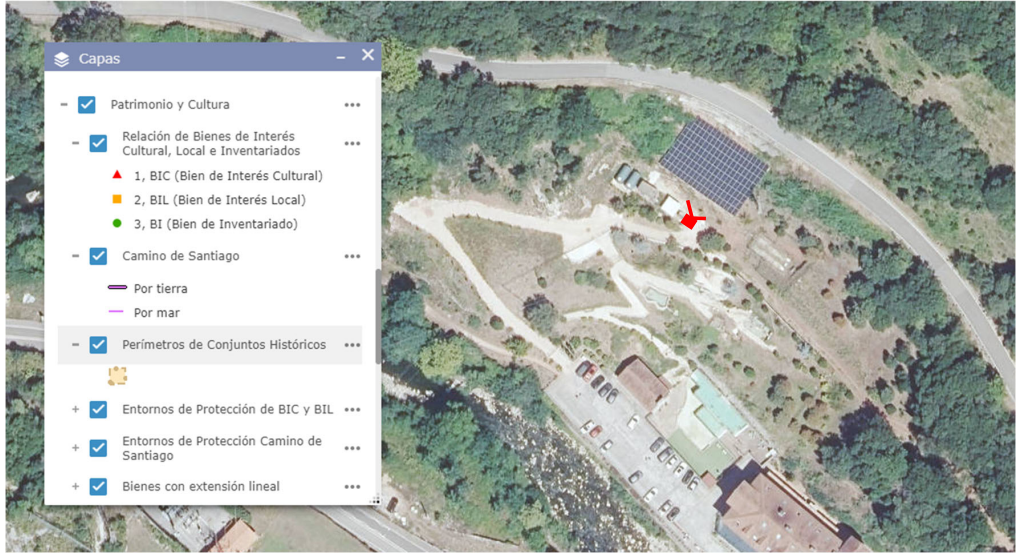 Capas
Patrimonio y Cultura
Relación de Bienes de Interés
Cultural, Local e Inventariados
1, BIC (Bien de Interés Cultural)
2, BIL (Bien de Interés Local)
3, BI (Bien de Inventariado)
Camino de Santiago
Por tierra
Por mar
Perímetros de Conjuntos Históricos
Entornos de Protección de BIC y BIL
Entornos de Protección Camino de
Santiago
Bienes con extensión lineal